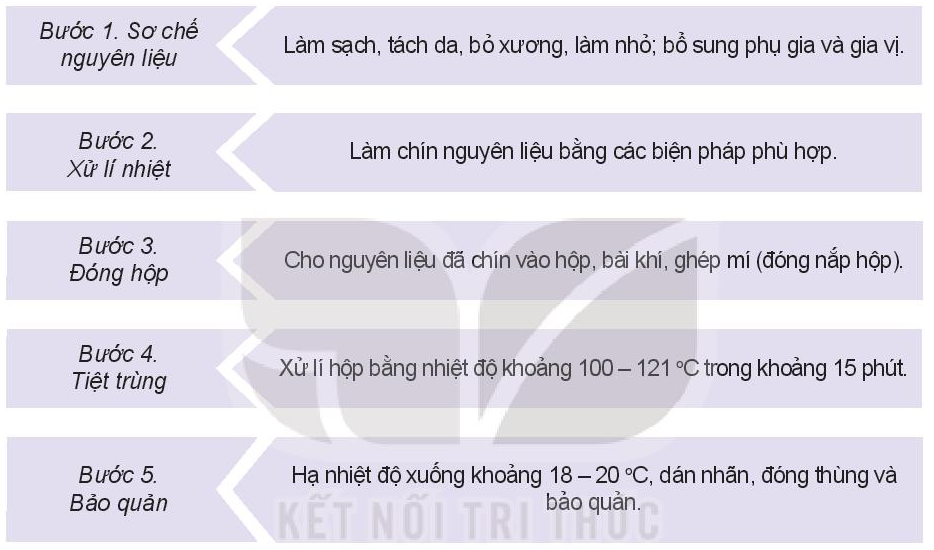 Bước 1. Sơ chế
nguyên liệu
Làm sạch, tách da, bỏ xương, làm nhỏ; bổ sung phụ gia và gia vị.
Bước 2.
Xử lí nhiệt
Làm chín nguyên liệu bằng các biện pháp phù hợp.
Bước 3.
Đóng hộp
Cho nguyên liệu đã chín vào hộp, bài khí, ghép mí (đóng nắp hộp).
Bước 4.
Tiệt trùng
Xử lí hộp bằng nhiệt độ khoảng 100 – 121 ºC trong khoảng 15 phút.
Bước 5.
Bảo quản
Hạ nhiệt độ xuống khoảng 18 – 20 ºC, dán nhãn, đóng thùng và
bảo quản.
KẾT NỐI TRI THỨC